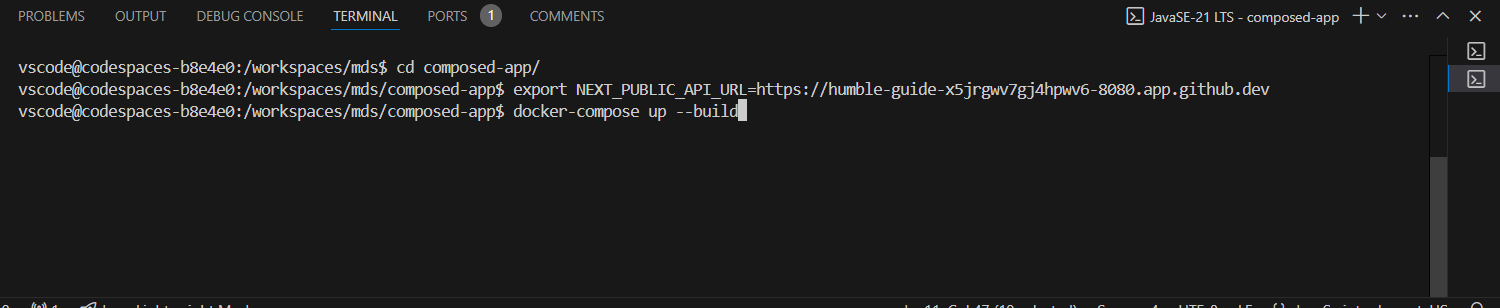 PROBLEMS OUTPUT DEBUG CONSOLE TERMINAL PORTS 1 COMMENTS JavaSE-21 LTS - composed-app
vscode@codespaces-b8e4e0:/workspaces/mds$ cd composed-app/
vscode@codespaces-b8e4e0:/workspaces/mds/composed-app$ export NEXT_PUBLIC_API_URL=https://humble-guide-x5jrgwv7gj4hpwv6-8080.app.github.dev
vscode@codespaces-b8e4e0:/workspaces/mds/composed-app$ docker-compose up --build